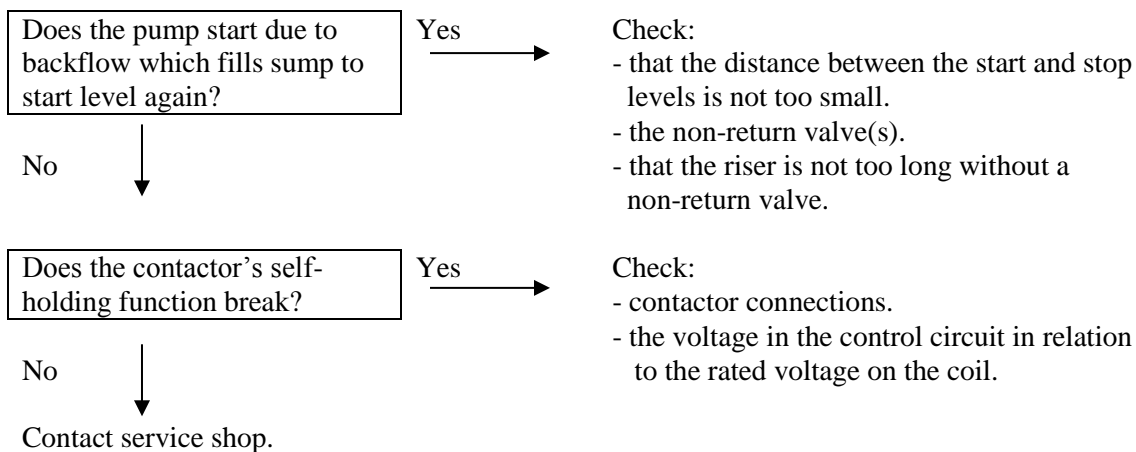 Does the pump start due to
backflow which fills sump to
start level again?
Yes
Check:
- that the distance between the start and stop
levels is not too small.
- the non-return valve(s).
- that the riser is not too long without a
non-return valve.
No
Does the contactor's self-
holding function break?
Yes
Check:
- contactor connections.
- the voltage in the control circuit in relation
to the rated voltage on the coil.
No
Contact service shop.